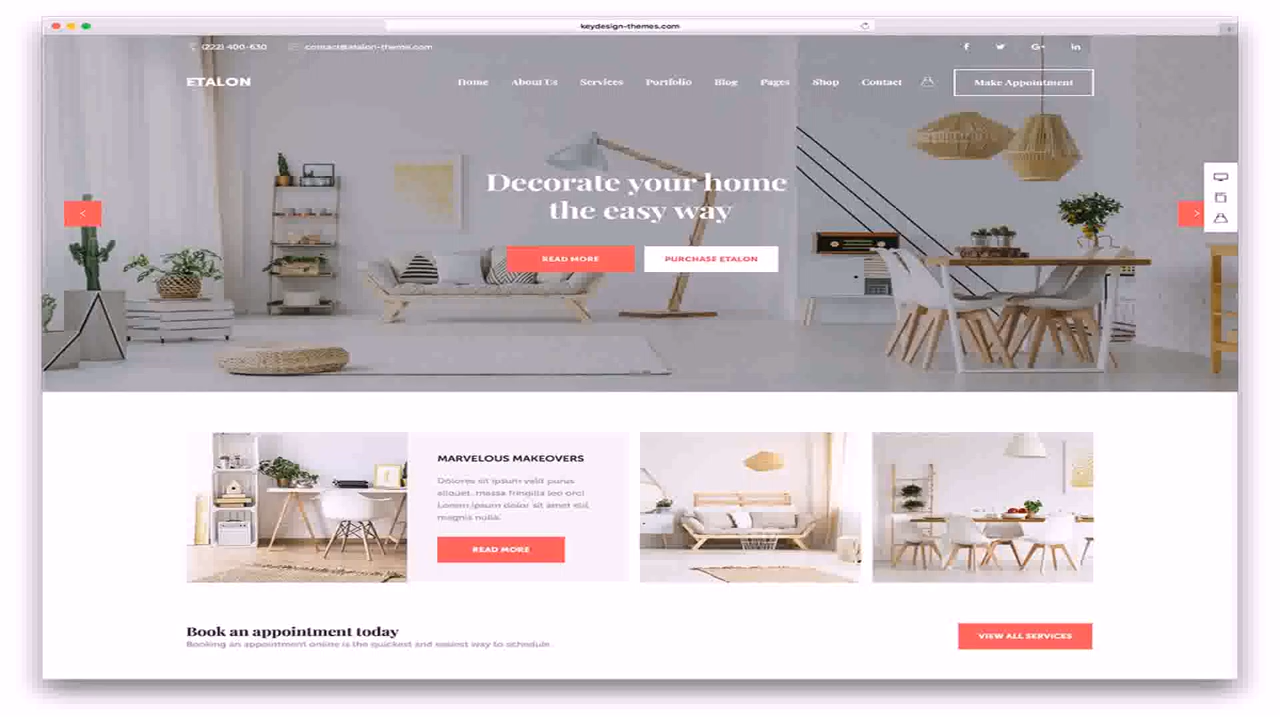 keydesign-themes.com
(222) 400-630 contact@etalon-theme.com
ETALON
Home About Us Services Portfolio Blog Pages Shop Contact Make Appointment
Decorate your home
the easy way
READ MORE PURCHASE ETALON
MARVELOUS MAKEOVERS
Dolores sit ipsum velit purus
aliquet, massa fringilla leo orci
Lorem ipsum dolor sit amet elit
magnis nulla.
READ MORE
Book an appointment today
Booking an appointment online is the quickest and easiest way to schedule.
VIEW ALL SERVICES